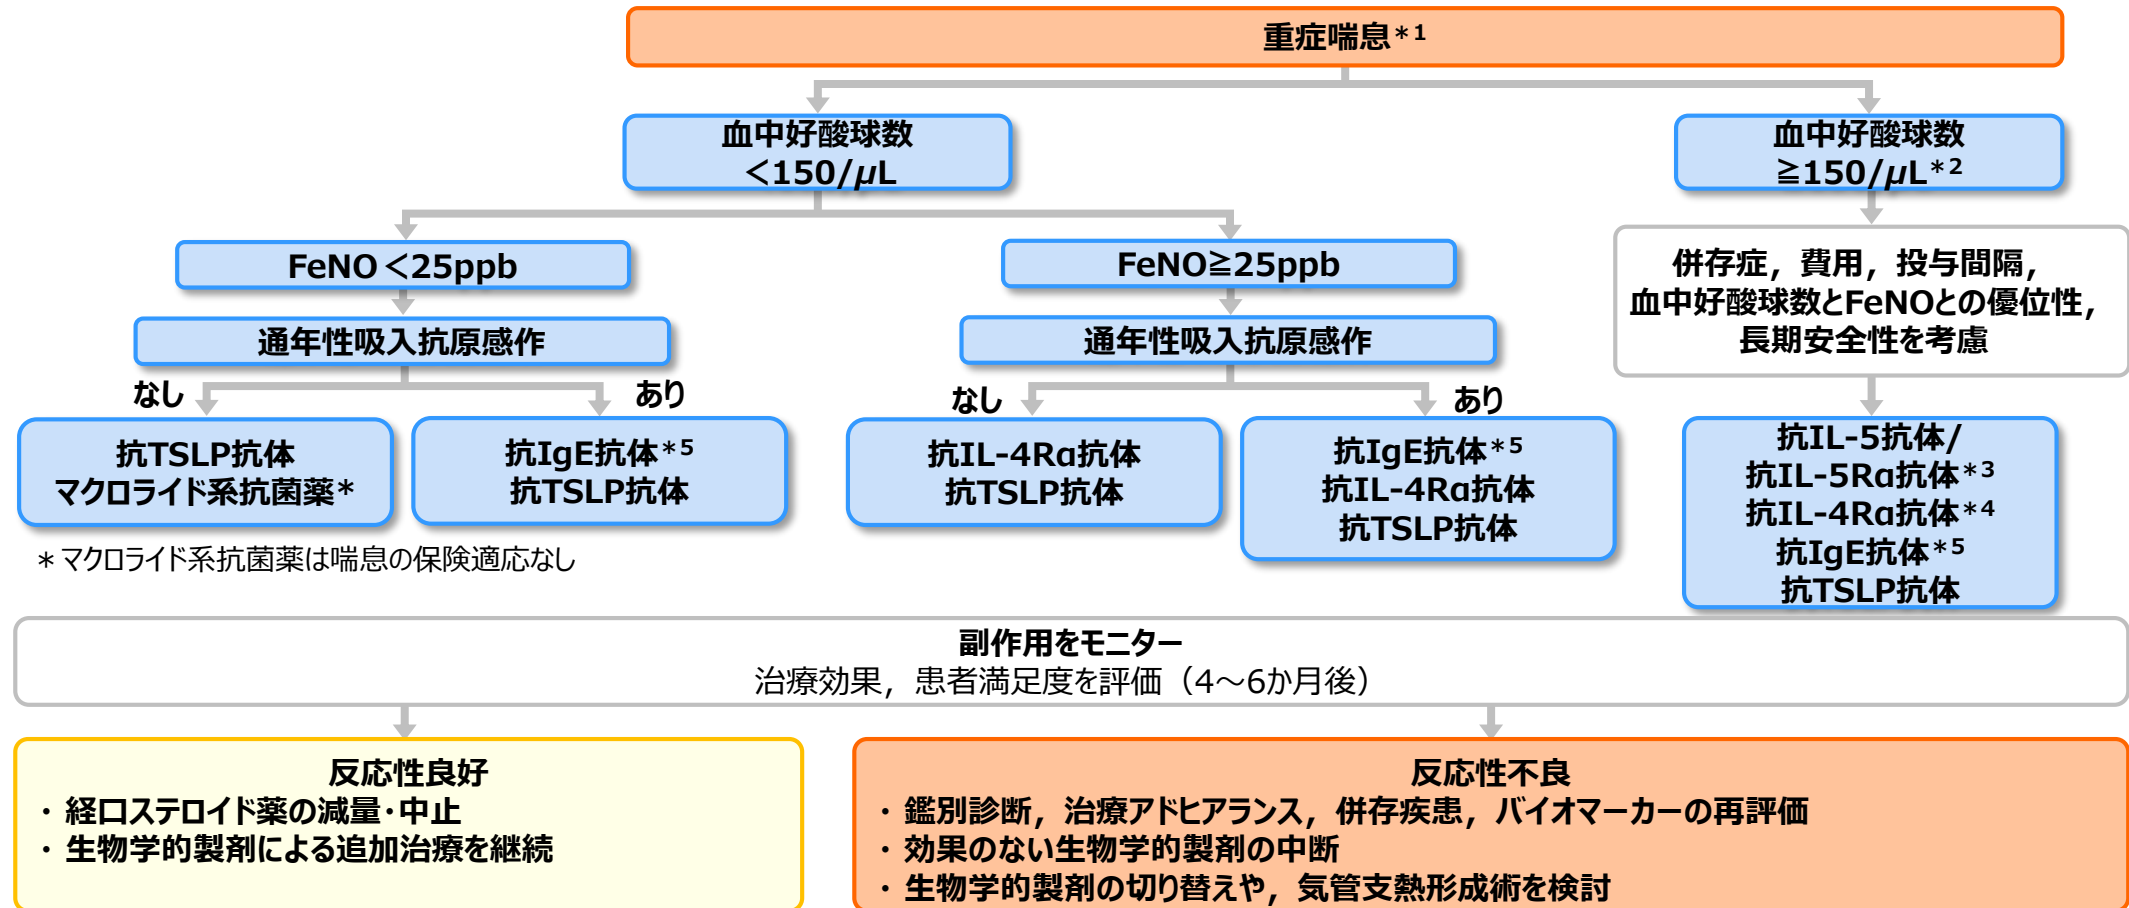 重症喘息*1
血中好酸球数
<150/μL
血中好酸球数
≧150/μL*2
FeNO<25ppb
FeNO≧25ppb
併存症，費用，投与間隔，
血中好酸球数とFeNOとの優位性，
長期安全性を考慮
通年性吸入抗原感作
通年性吸入抗原感作
なし
あり
なし
あり
抗TSLP抗体
マクロライド系抗菌薬*
抗IgE抗体*5
抗TSLP抗体
抗IL-4Rα抗体
抗TSLP抗体
抗IgE抗体*5
抗IL-4Rα抗体
抗TSLP抗体
抗IL-5抗体/
抗IL-5Rα抗体*3
抗IL-4Rα抗体*4
抗IgE抗体*5
抗TSLP抗体
*マクロライド系抗菌薬は喘息の保険適応なし
副作用をモニター
治療効果，患者満足度を評価（4～6か月後）
反応性良好
・経口ステロイド薬の減量・中止
・生物学的製剤による追加治療を継続
反応性不良
・鑑別診断，治療アドヒアランス，併存疾患，バイオマーカーの再評価
・効果のない生物学的製剤の中断
・生物学的製剤の切り替えや，気管支熱形成術を検討